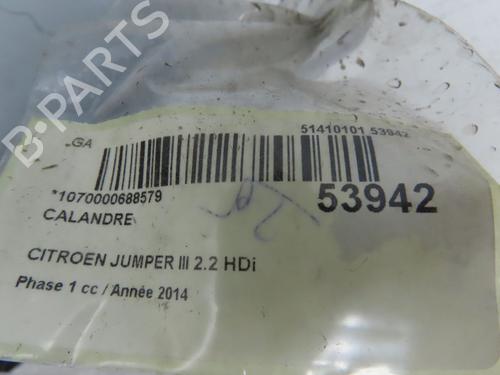 B-PARTS
.GA
51410101 53942
*1070000688579
53942
CALANDRE
CITROEN JUMPER III 2.2 HDi
Phase 1 cc / Année 2014